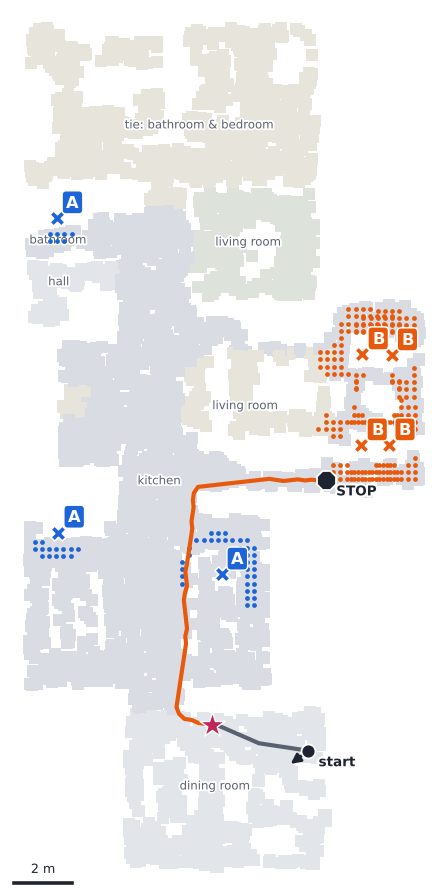 tie: bathroom & bedroom
A
bathroom
living room
hall
B B
living room
B B
kitchen
STOP
A
A
start
dining room
2 m